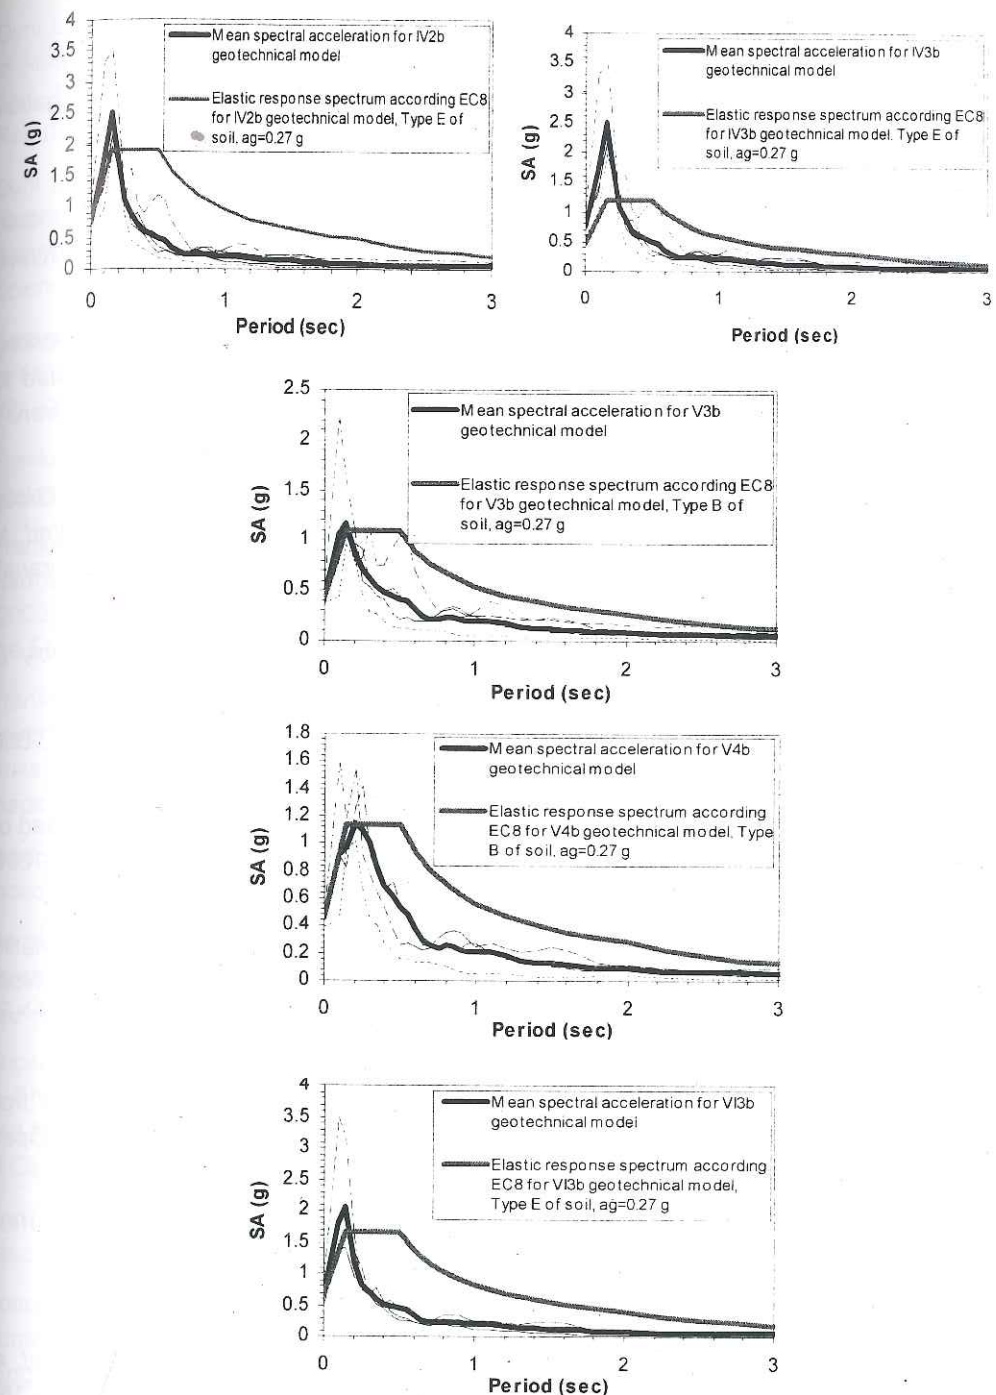 4
3.5
3
2.5
2
1.5
1
0.5
0
SA (g)
Mean spectral acceleration for IV2b
geotechnical model
Elastic response spectrum according EC8
for IV2b geotechnical model, Type E of
soil, ag=0.27 g
0 1 2 3
Period (sec)
4
3.5
3
2.5
2
1.5
1
0.5
0
SA (g)
Mean spectral acceleration for IV3b
geotechnical model
Elastic response spectrum according EC8
for IV3b geotechnical model. Type E of
soil, ag=0.27 g
0 1 2 3
Period (sec)
2.5
2
1.5
1
0.5
0
SA (g)
Mean spectral acceleration for V3b
geotechnical model
Elastic response spectrum according EC8
for V3b geotechnical model, Type B of
soil, ag=0.27 g
0 1 2 3
Period (sec)
1.8
1.6
1.4
1.2
1
0.8
0.6
0.4
0.2
0
SA (g)
Mean spectral acceleration for V4b
geotechnical model
Elastic response spectrum according
EC8 for V4b geotechnical model, Type
B of soil, ag=0.27 g
0 1 2 3
Period (sec)
4
3.5
3
2.5
2
1.5
1
0.5
0
SA (g)
Mean spectral acceleration for VI3b
geotechnical model
Elastic response spectrum according
EC8 for VI3b geotechnical model,
Type E of soil, ag=0.27 g
0 1 2 3
Period (sec)